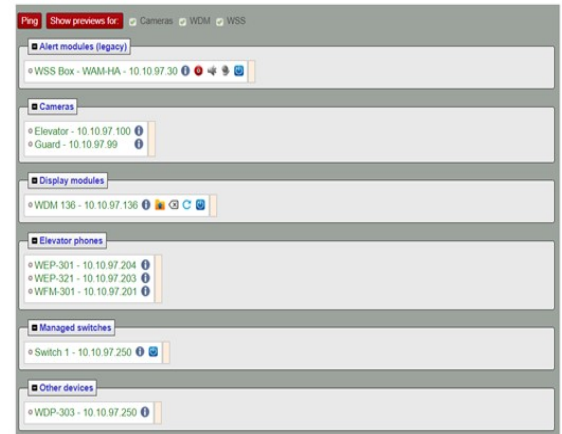 Ping Show previews for: Cameras WDM WSS
Alert modules (legacy)
WSS Box - WAM-HA - 10.10.97.30
Cameras
Elevator - 10.10.97.100
Guard - 10.10.97.99
Display modules
WDM 136 - 10.10.97.136
Elevator phones
WEP-301 - 10.10.97.204
WEP-321 - 10.10.97.203
WFM-301 - 10.10.97.201
Managed switches
Switch 1 - 10.10.97.250
Other devices
WDP-303 - 10.10.97.250